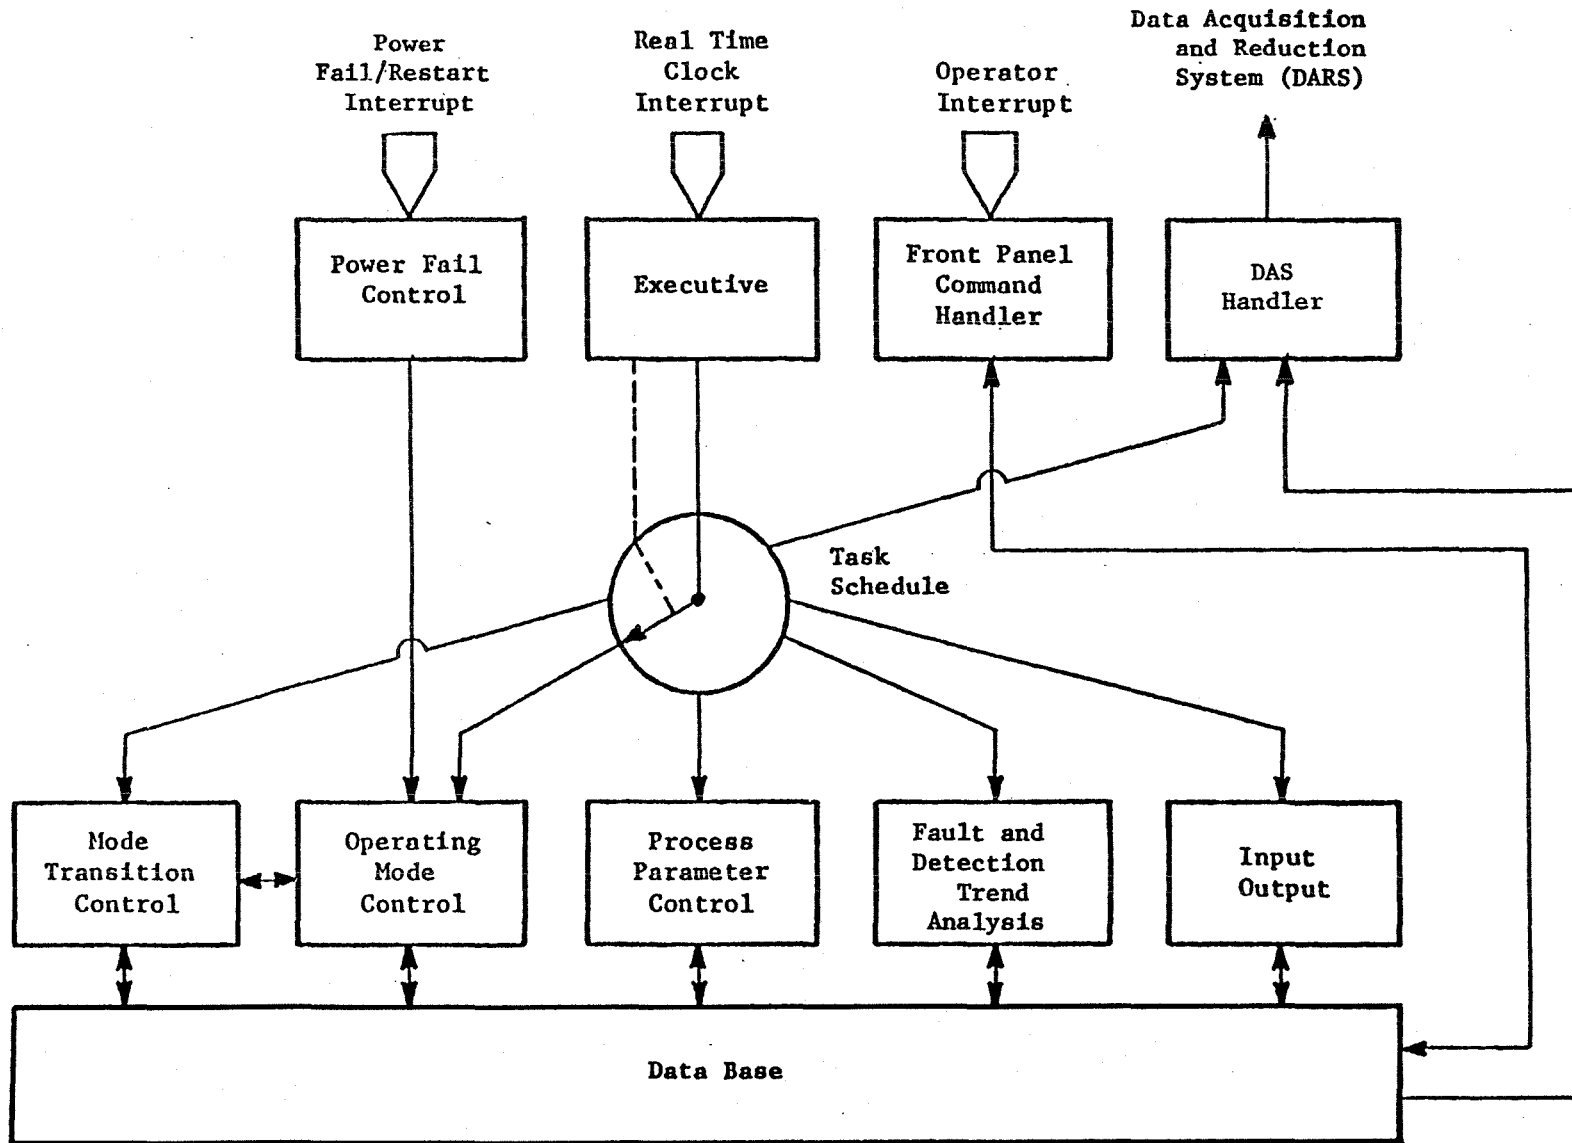 Power
Fail/Restart
Interrupt
Real Time
Clock
Interrupt
Operator
Interrupt
Data Acquisition
and Reduction
System (DARS)
Power Fail
Control
Executive
Front Panel
Command
Handler
DAS
Handler
Task
Schedule
Mode
Transition
Control
Operating
Mode
Control
Process
Parameter
Control
Fault and
Detection
Trend
Analysis
Input
Output
Data Base